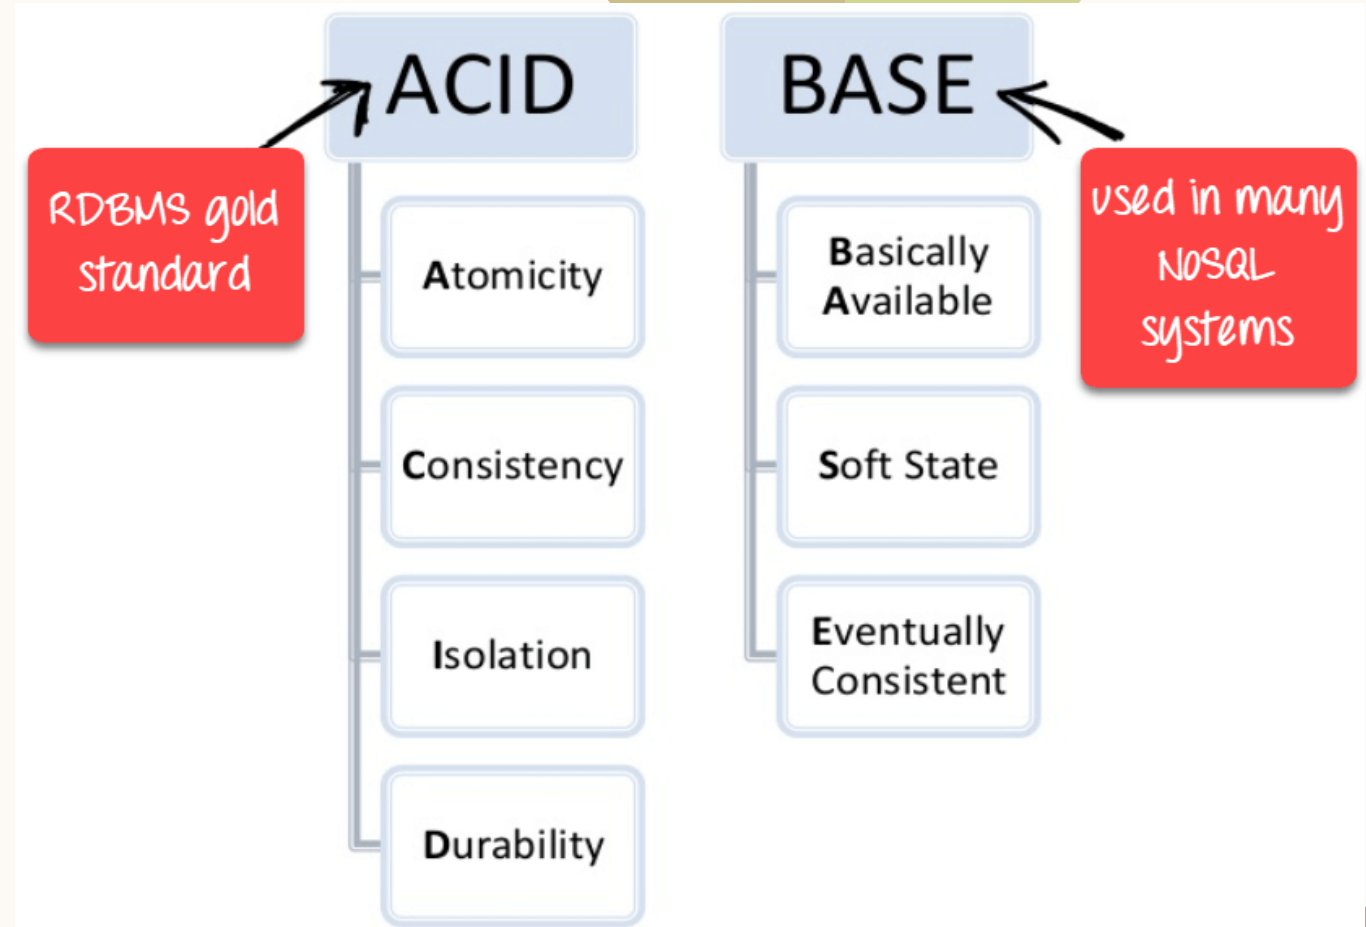 ACID
RDBMS gold
standard
Atomicity
Consistency
Isolation
Durability
BASE
used in many
NoSQL
systems
Basically
Available
Soft State
Eventually
Consistent